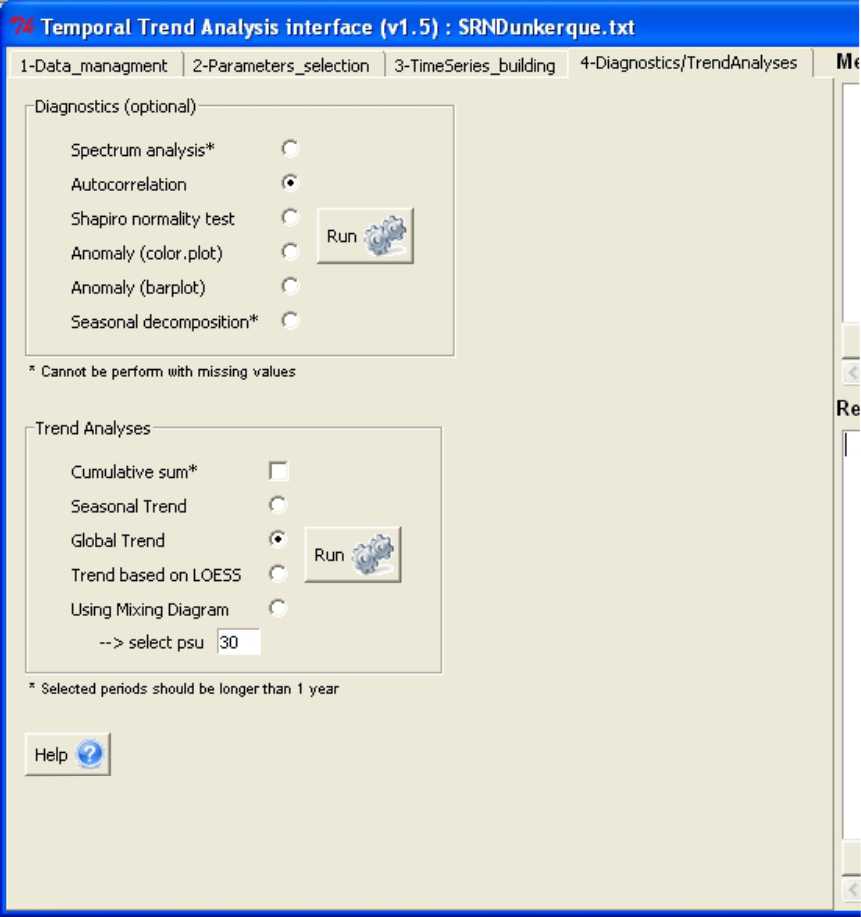 Temporal Trend Analysis interface (v1.5) : SRNDunkerque.txt
1-Data_managment 2-Parameters_selection 3-TimeSeries_building 4-Diagnostics/TrendAnalyses Me
Diagnostics (optional)
Spectrum analysis*
Autocorrelation
Shapiro normality test
Run
Anomaly (color.plot)
Anomaly (barplot)
Seasonal decomposition*
* Cannot be perform with missing values
Re
Trend Analyses
Cumulative sum*
Seasonal Trend
Global Trend
Run
Trend based on LOESS
Using Mixing Diagram
--> select psu 30
* Selected periods should be longer than 1 year
Help ?